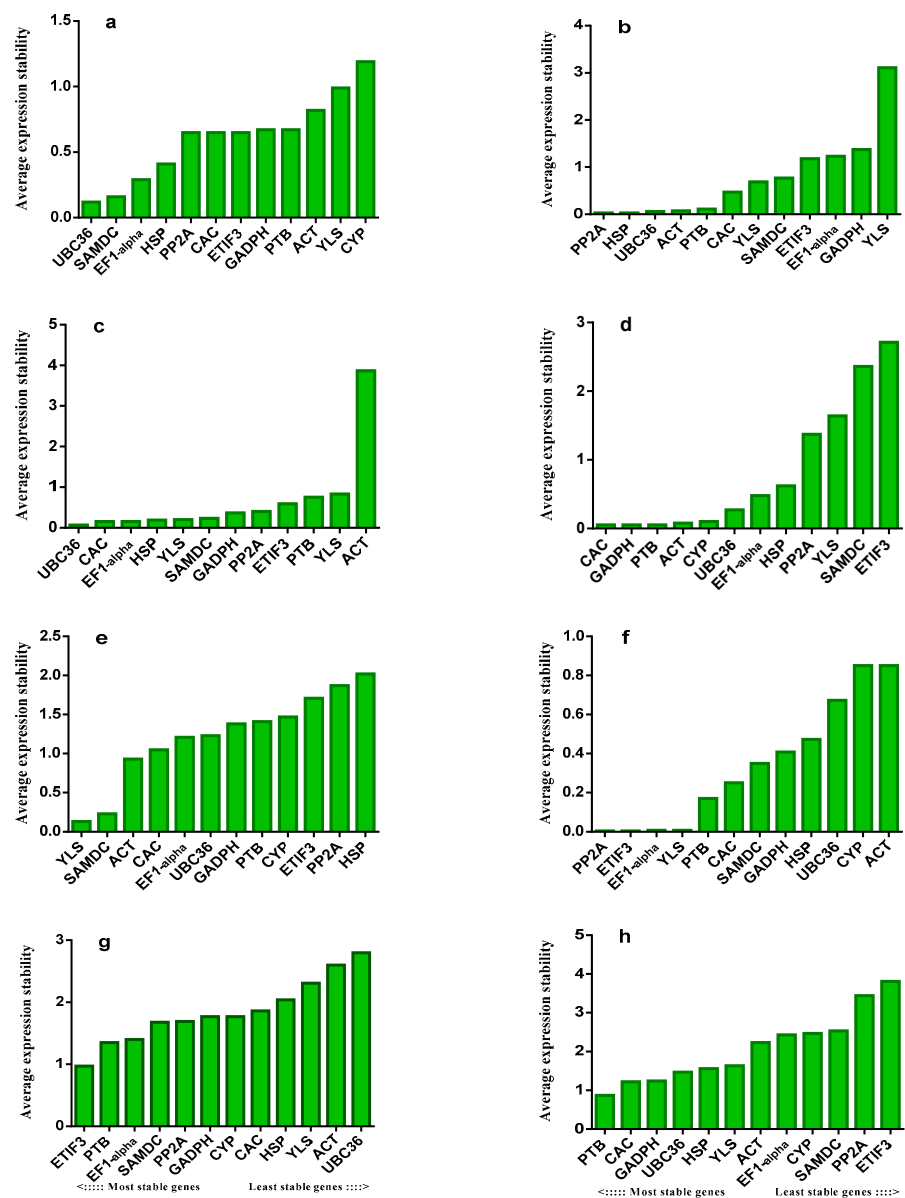 a
Average expression stability
1.5
1.0
0.5
0.0
UBC36 SAMDC EF1-alpha HSP PP2A CAC ETIF3 GADPH PTB ACT YLS CYP
b
Average expression stability
4
3
2
1
0
PP2A HSP UBC36 ACT PTB CAC YLS SAMDC ETIF3 EF1-alpha GADPH YLS
c
Average expression stability
5
4
3
2
1
0
UBC36 CAC EF1-alpha HSP YLS SAMDC GADPH PP2A ETIF3 PTB YLS ACT
d
Average expression stability
3
2
1
0
CAC GADPH PTB ACT CYP UBC36 EF1-alpha HSP PP2A YLS SAMDC ETIF3
e
Average expression stability
2.5
2.0
1.5
1.0
0.5
0.0
YLS SAMDC ACT CAC EF1-alpha UBC36 GADPH PTB CYP ETIF3 PP2A HSP
f
Average expression stability
1.0
0.8
0.6
0.4
0.2
0.0
PP2A ETIF3 EF1-alpha YLS PTB CAC SAMDC GADPH HSP UBC36 CYP ACT
g
Average expression stability
3
2
1
0
ETIF3 PTB EF1-alpha SAMDC PP2A GADPH CYP CAC HSP YLS ACT UBC36
<::::: Most stable genes Least stable genes ::::>
h
Average expression stability
5
4
3
2
1
0
PTB CAC GADPH UBC36 HSP YLS ACT EF1-alpha CYP SAMDC PP2A ETIF3
<::::: Most stable genes Least stable genes ::::>